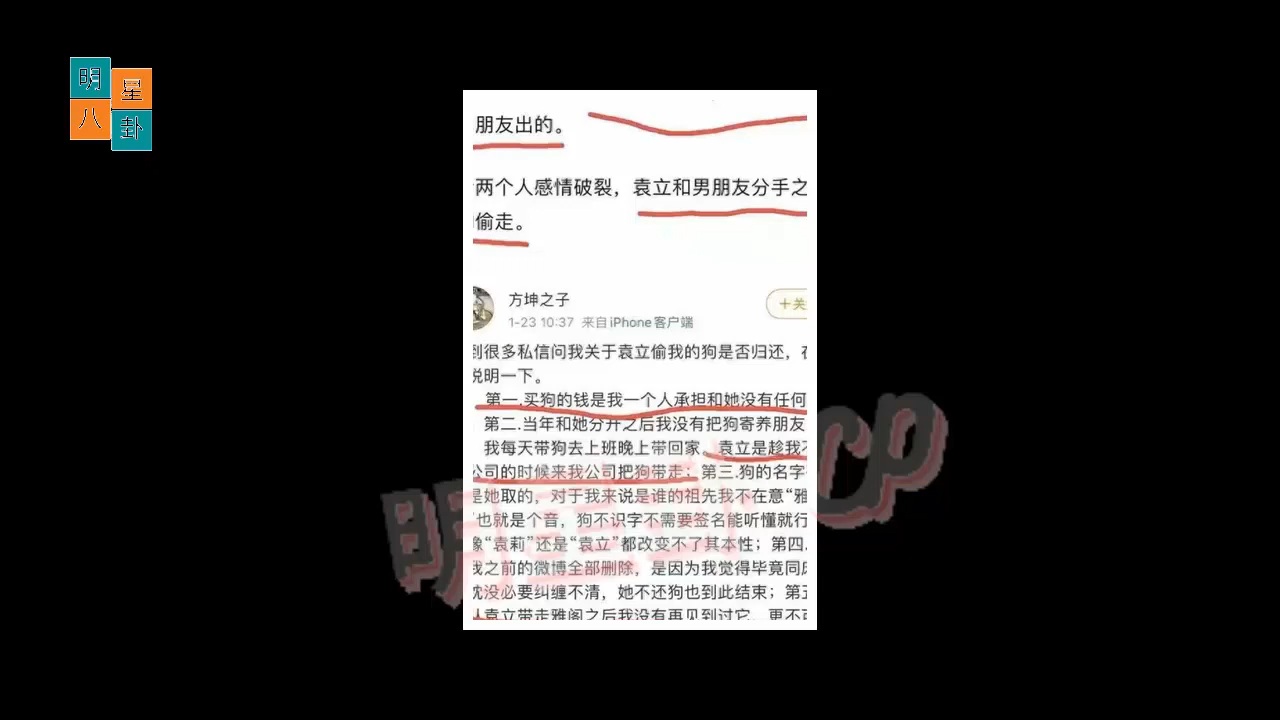 明星
八卦
朋友出的。
两个人感情破裂，袁立和男朋友分手之
偷走。
方坤之子
+关
1-23 10:37 来自iPhone客户端
到很多私信问我关于袁立偷我的狗是否归还，在
说明一下。
第一.买狗的钱是我一个人承担和她没有任何
第二.当年和她分开之后我没有把狗寄养朋友
我每天带狗去上班晚上带回家。袁立是趁我不
公司的时候来我公司把狗带走；第三.狗的名字
是她取的，对于我来说是谁的祖先我不在意“雅
也就是个音，狗不识字不需要签名能听懂就行
像“袁莉”还是“袁立”都改变不了其本性；第四.
我之前的微博全部删除，是因为我觉得毕竟同床
枕没必要纠缠不清，她不还狗也到此结束；第五
从袁立带走雅阁之后我没有再见到过它，更不可
cp